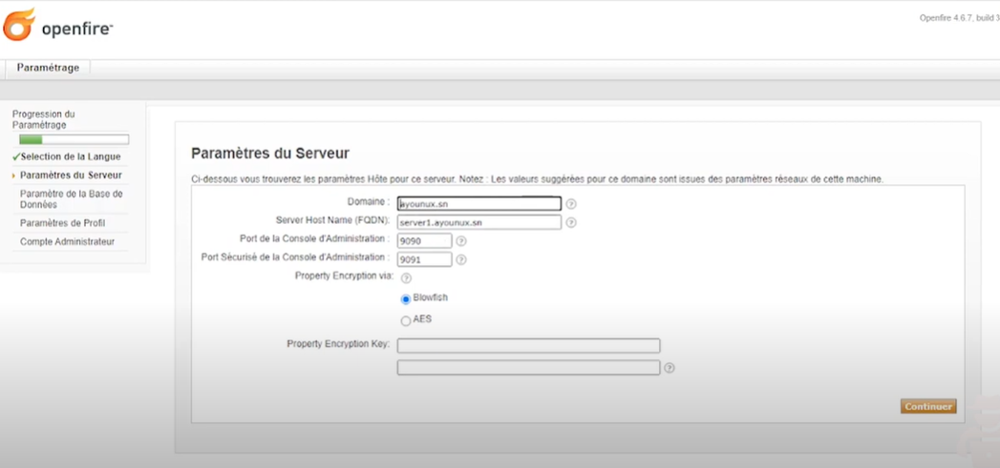 openfire™
Openfire 4.6.7, build 3
Paramétrage
Progression du
Paramétrage
Selection de la Langue
Paramètres du Serveur
Paramètre de la Base de
Données
Paramètres de Profil
Compte Administrateur
Paramètres du Serveur
Ci-dessous vous trouverez les paramètres Hôte pour ce serveur. Notez : Les valeurs suggérées pour ce domaine sont issues des paramètres réseaux de cette machine.
Domaine : ayounux.sn
Server Host Name (FQDN): server1.ayounux.sn
Port de la Console d'Administration : 9090
Port Sécurisé de la Console d'Administration : 9091
Property Encryption via:
Blowfish
AES
Property Encryption Key:
Continuer